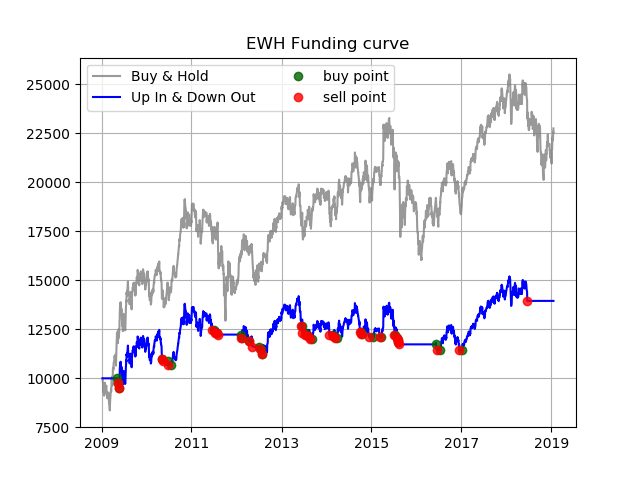 EWH Funding curve
Buy & Hold
Up In & Down Out
buy point
sell point
25000
22500
20000
17500
15000
12500
10000
7500
2009 2011 2013 2015 2017 2019